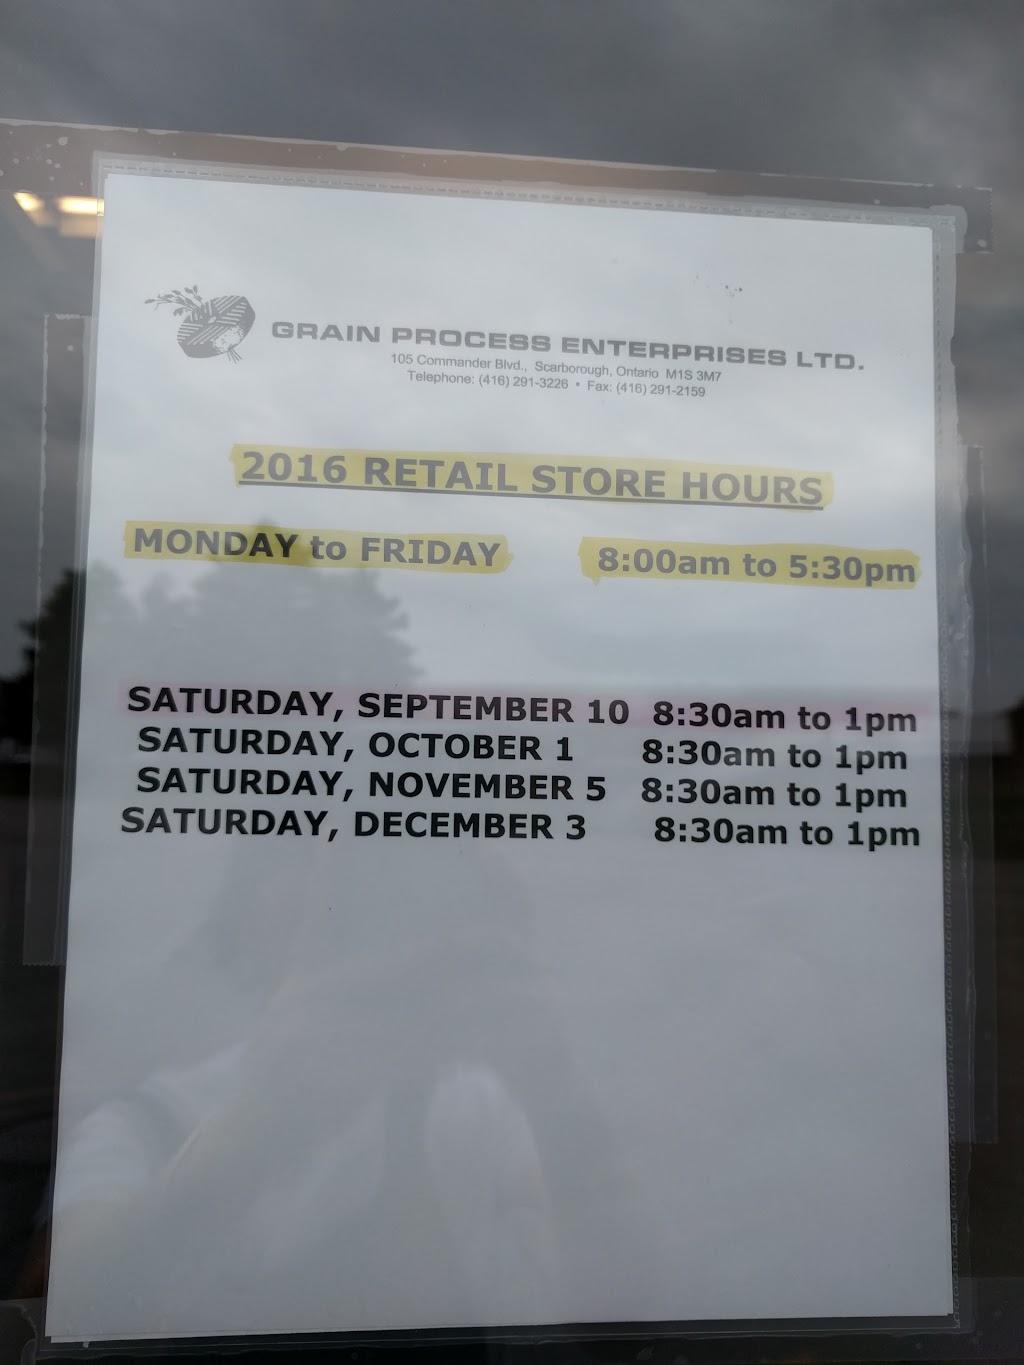 GRAIN PROCESS ENTERPRISES LTD.
105 Commander Blvd., Scarborough, Ontario M1S 3M7
Telephone: (416) 291-3226 • Fax: (416) 291-2159
2016 RETAIL STORE HOURS
MONDAY to FRIDAY 8:00am to 5:30pm
SATURDAY, SEPTEMBER 10 8:30am to 1pm
SATURDAY, OCTOBER 1 8:30am to 1pm
SATURDAY, NOVEMBER 5 8:30am to 1pm
SATURDAY, DECEMBER 3 8:30am to 1pm